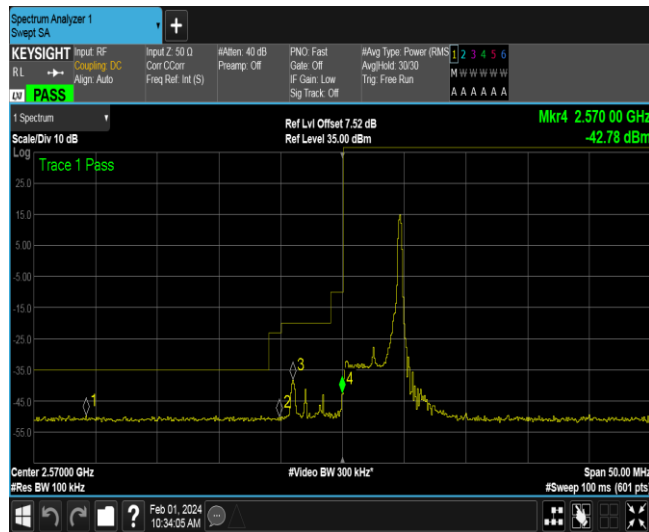 Spectrum Analyzer 1
Swept SA
+
KEYSIGHT
RL
LXI PASS
Input: RF
Coupling: DC
Align: Auto
Input Z: 50 Ω
Corr CCorr
Freq Ref: Int (S)
#Atten: 40 dB
Preamp: Off
PNO: Fast
Gate: Off
IF Gain: Low
Sig Track: Off
#Avg Type: Power (RMS
Avg|Hold: 30/30
Trig: Free Run
1 2 3 4 5 6
M W W W W W
A A A A A A
1 Spectrum
Scale/Div 10 dB
Ref Lvl Offset 7.52 dB
Ref Level 35.00 dBm
Mkr4 2.570 00 GHz
-42.78 dBm
Log
Trace 1 Pass
25.0
15.0
5.00
-5.00
-15.0
-25.0
-35.0
-45.0
-55.0
1
2
3
4
Center 2.57000 GHz
#Res BW 100 kHz
#Video BW 300 kHz*
Span 50.00 MHz
#Sweep 100 ms (601 pts)
?
Feb 01, 2024
10:34:05 AM